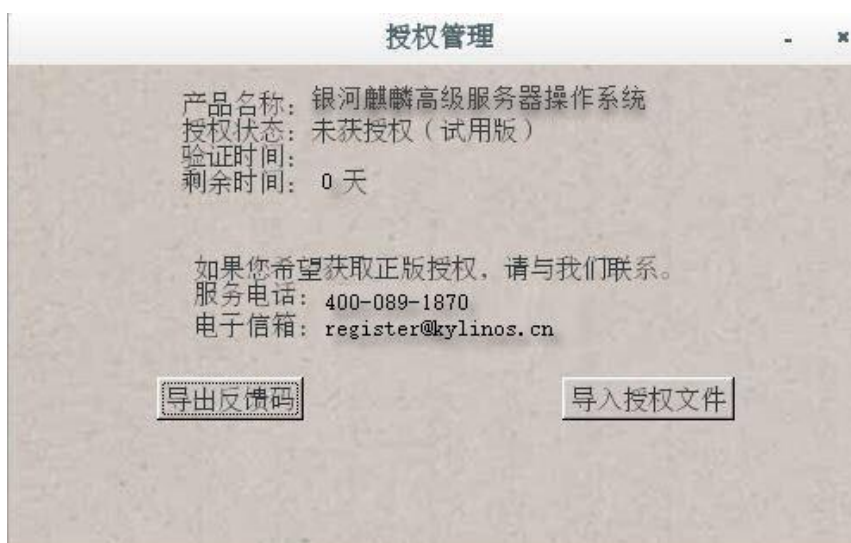 授权管理
产品名称： 银河麒麟高级服务器操作系统
授权状态： 未获授权（试用版）
验证时间：
剩余时间： 0 天
如果您希望获取正版授权，请与我们联系。
服务电话： 400-089-1870
电子信箱： register@kylinos.cn
导出反馈码 导入授权文件